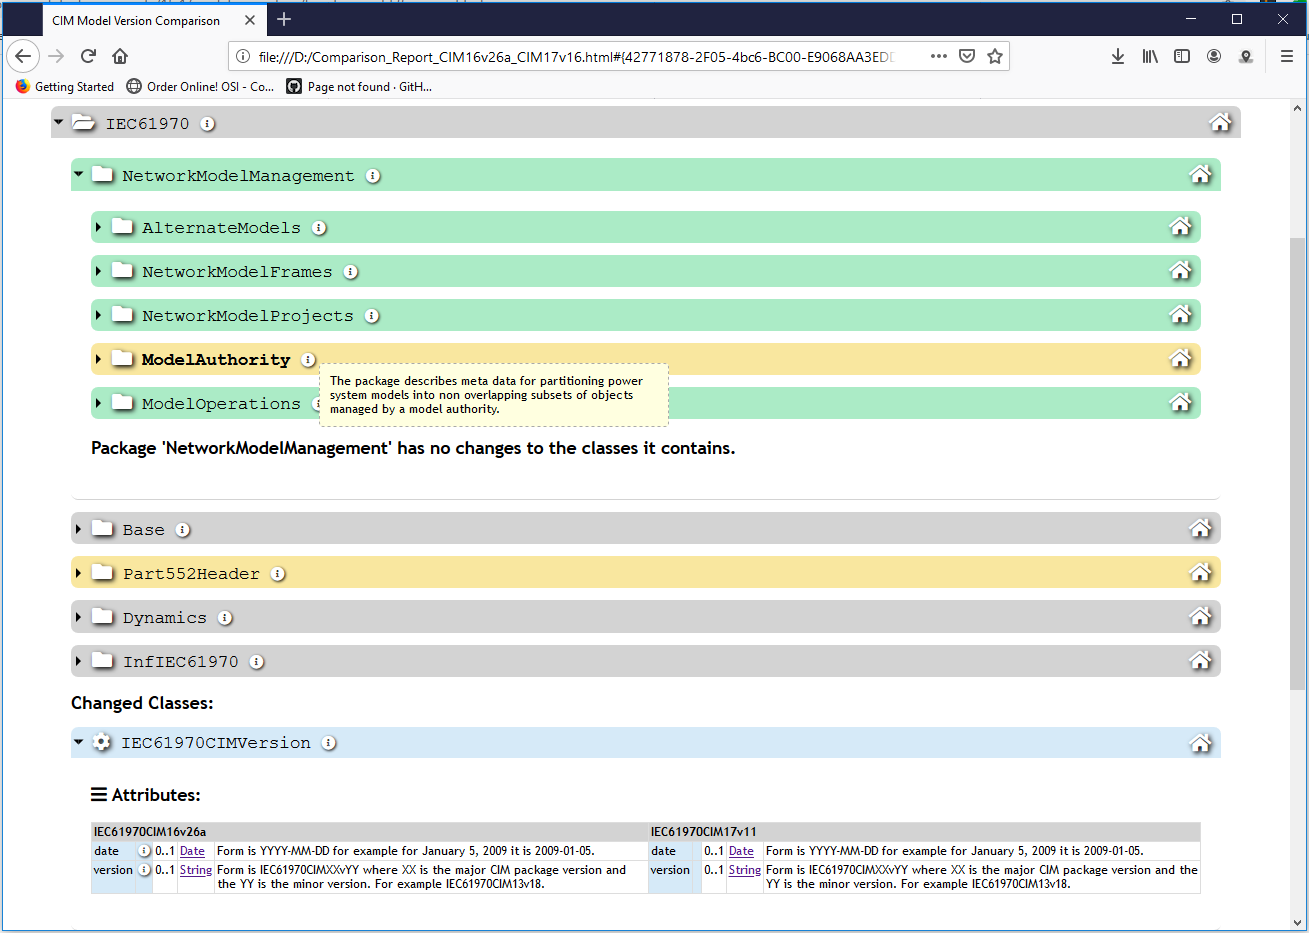 CIM Model Version Comparison
file:///D:/Comparison_Report_CIM16v26a_CIM17v16.html#{42771878-2F05-4bc6-BC00-E9068AA3EDD
Getting Started
Order Online! OSI - Co...
Page not found · GitH...
IEC61970
NetworkModelManagement
AlternateModels
NetworkModelFrames
NetworkModelProjects
ModelAuthority
The package describes meta data for partitioning power
system models into non overlapping subsets of objects
managed by a model authority.
ModelOperations
Package 'NetworkModelManagement' has no changes to the classes it contains.
Base
Part552Header
Dynamics
InfIEC61970
Changed Classes:
IEC61970CIMVersion
Attributes:
IEC61970CIM16v26a IEC61970CIM17v11
date 0..1 Date Form is YYYY-MM-DD for example for January 5, 2009 it is 2009-01-05. date 0..1 Date Form is YYYY-MM-DD for example for January 5, 2009 it is 2009-01-05.
version 0..1 String Form is IEC61970CIMXXvYY where XX is the major CIM package version and version 0..1 String Form is IEC61970CIMXXvYY where XX is the major CIM package version and the
the YY is the minor version. For example IEC61970CIM13v18. YY is the minor version. For example IEC61970CIM13v18.